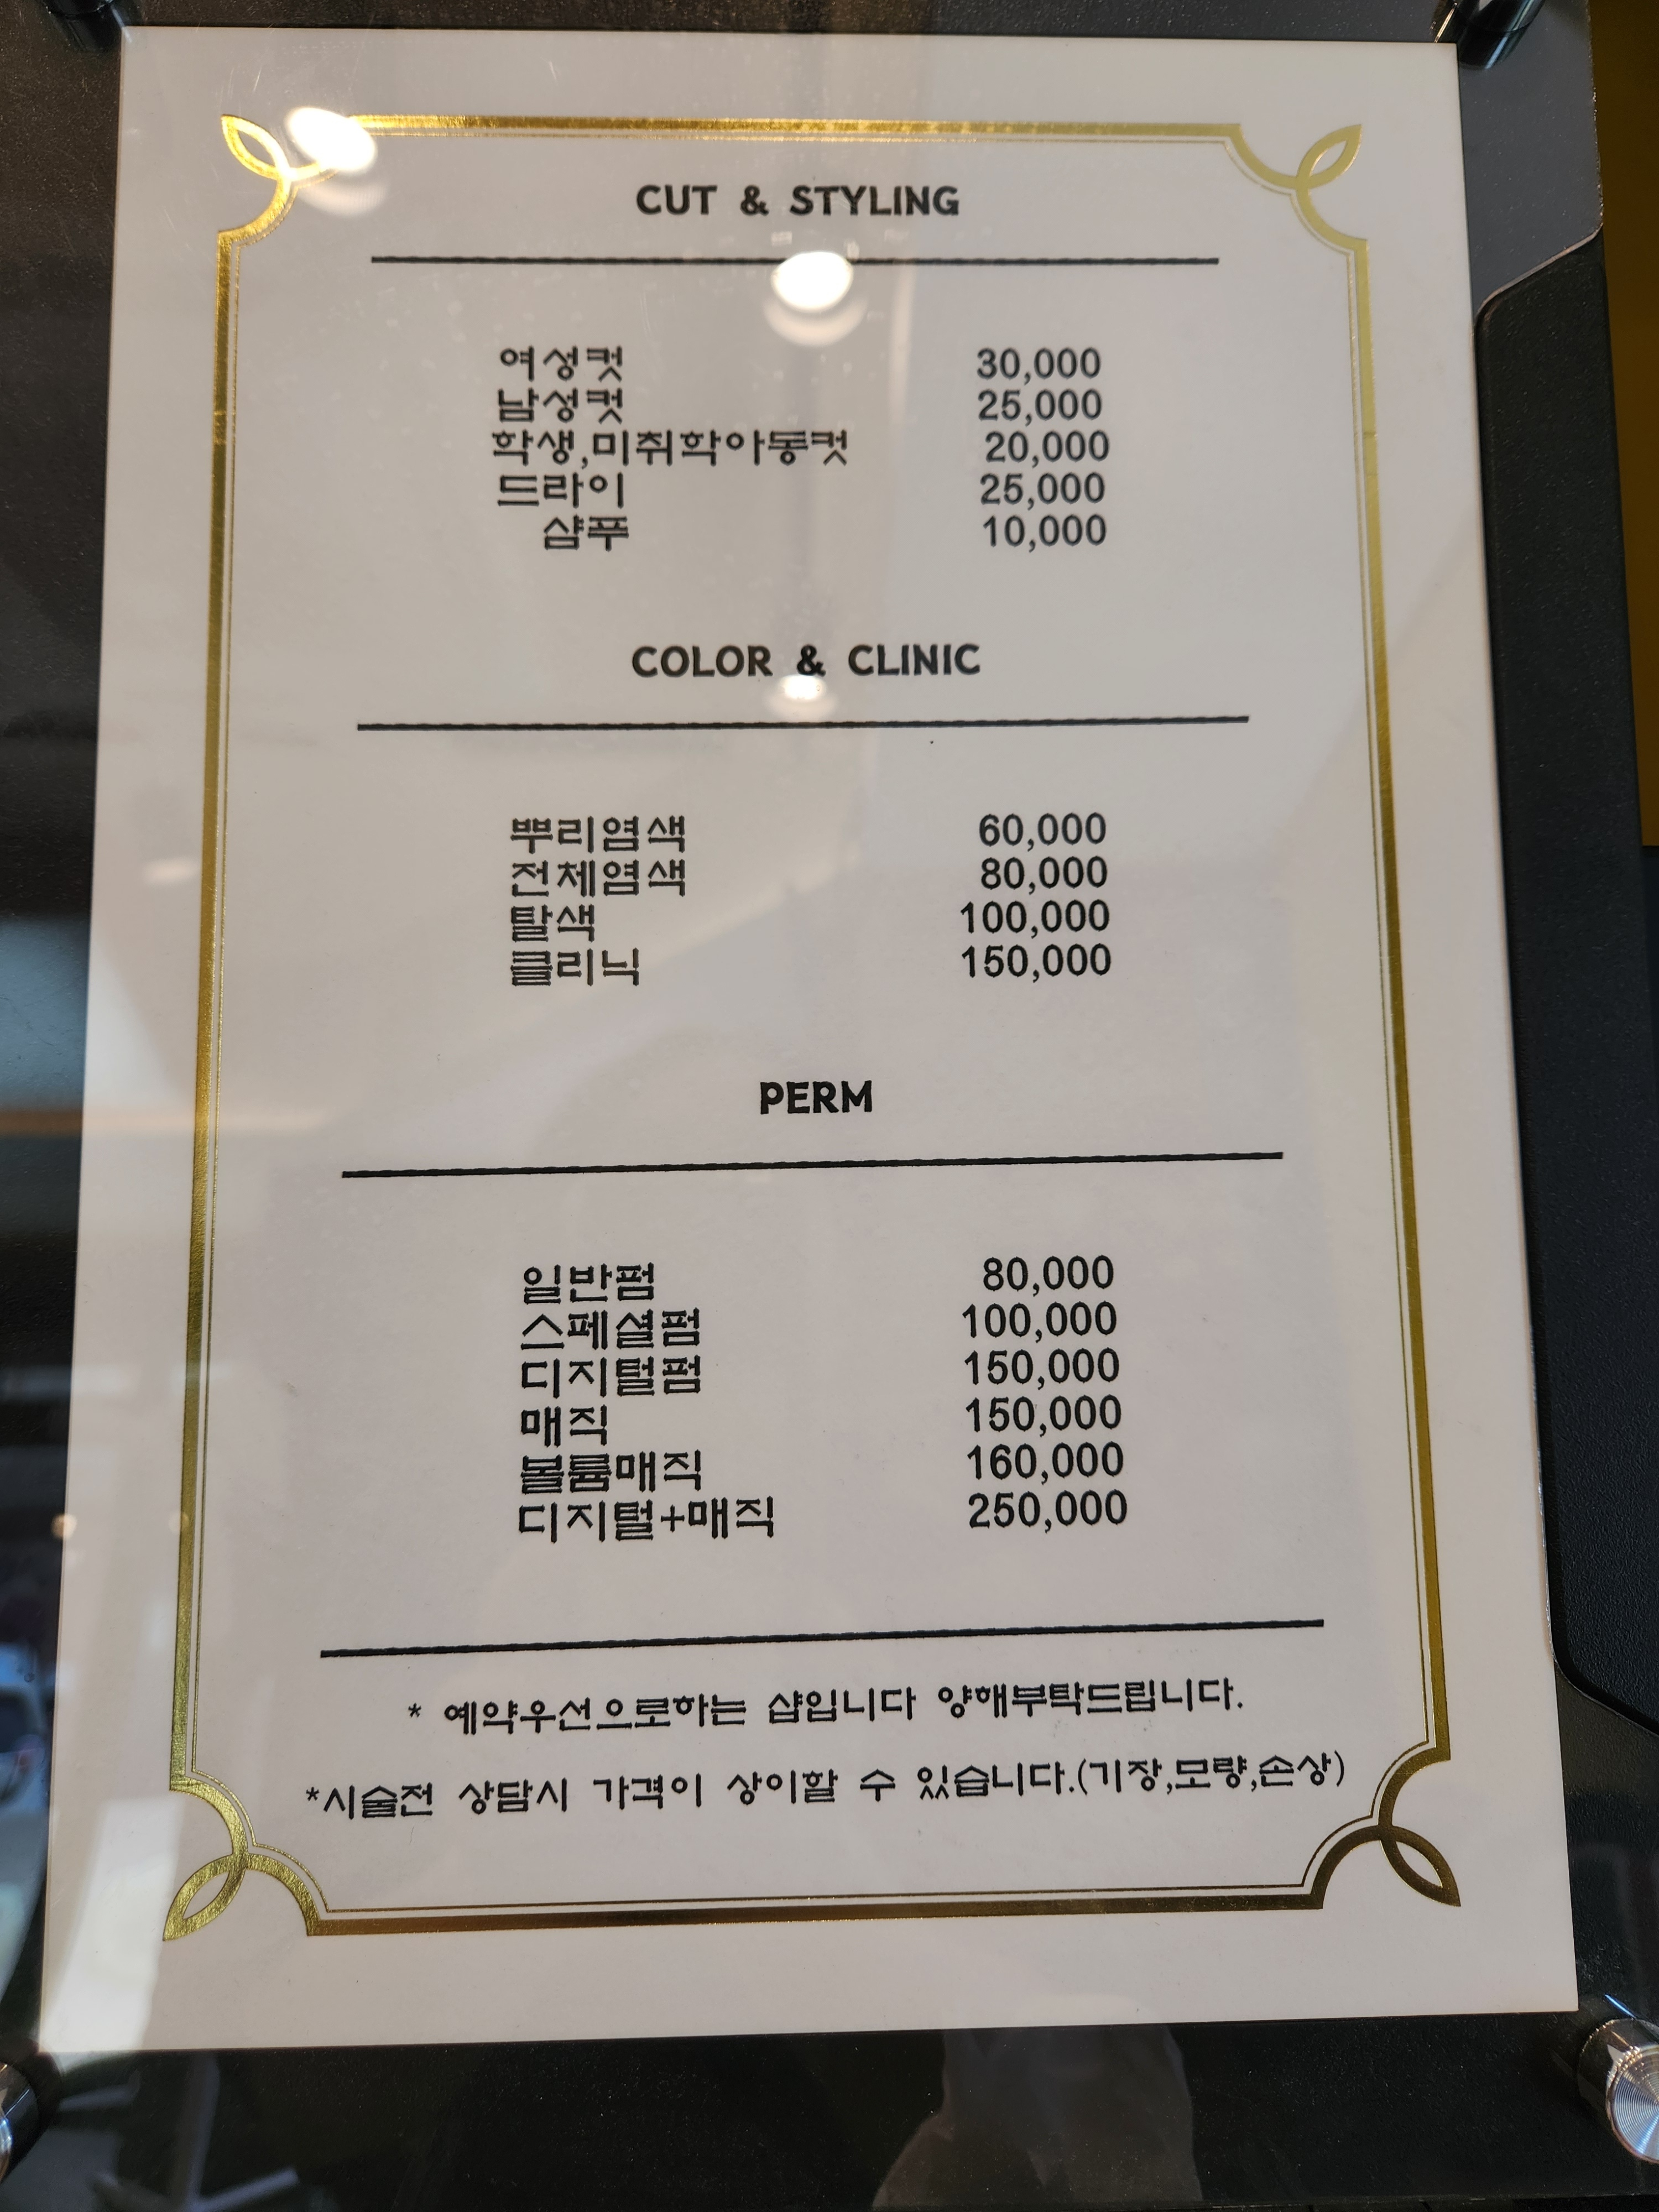 CUT & STYLING
여성컷 30,000
남성컷 25,000
학생,미취학아동컷 20,000
드라이 25,000
샴푸 10,000
COLOR & CLINIC
뿌리염색 60,000
전체염색 80,000
탈색 100,000
클리닉 150,000
PERM
일반펌 80,000
스페셜펌 100,000
디지털펌 150,000
매직 150,000
볼륨매직 160,000
디지털+매직 250,000
* 예약우선으로하는 샵입니다 양해부탁드립니다.
*시술전 상담시 가격이 상이할 수 있습니다.(기장,모량,손상)